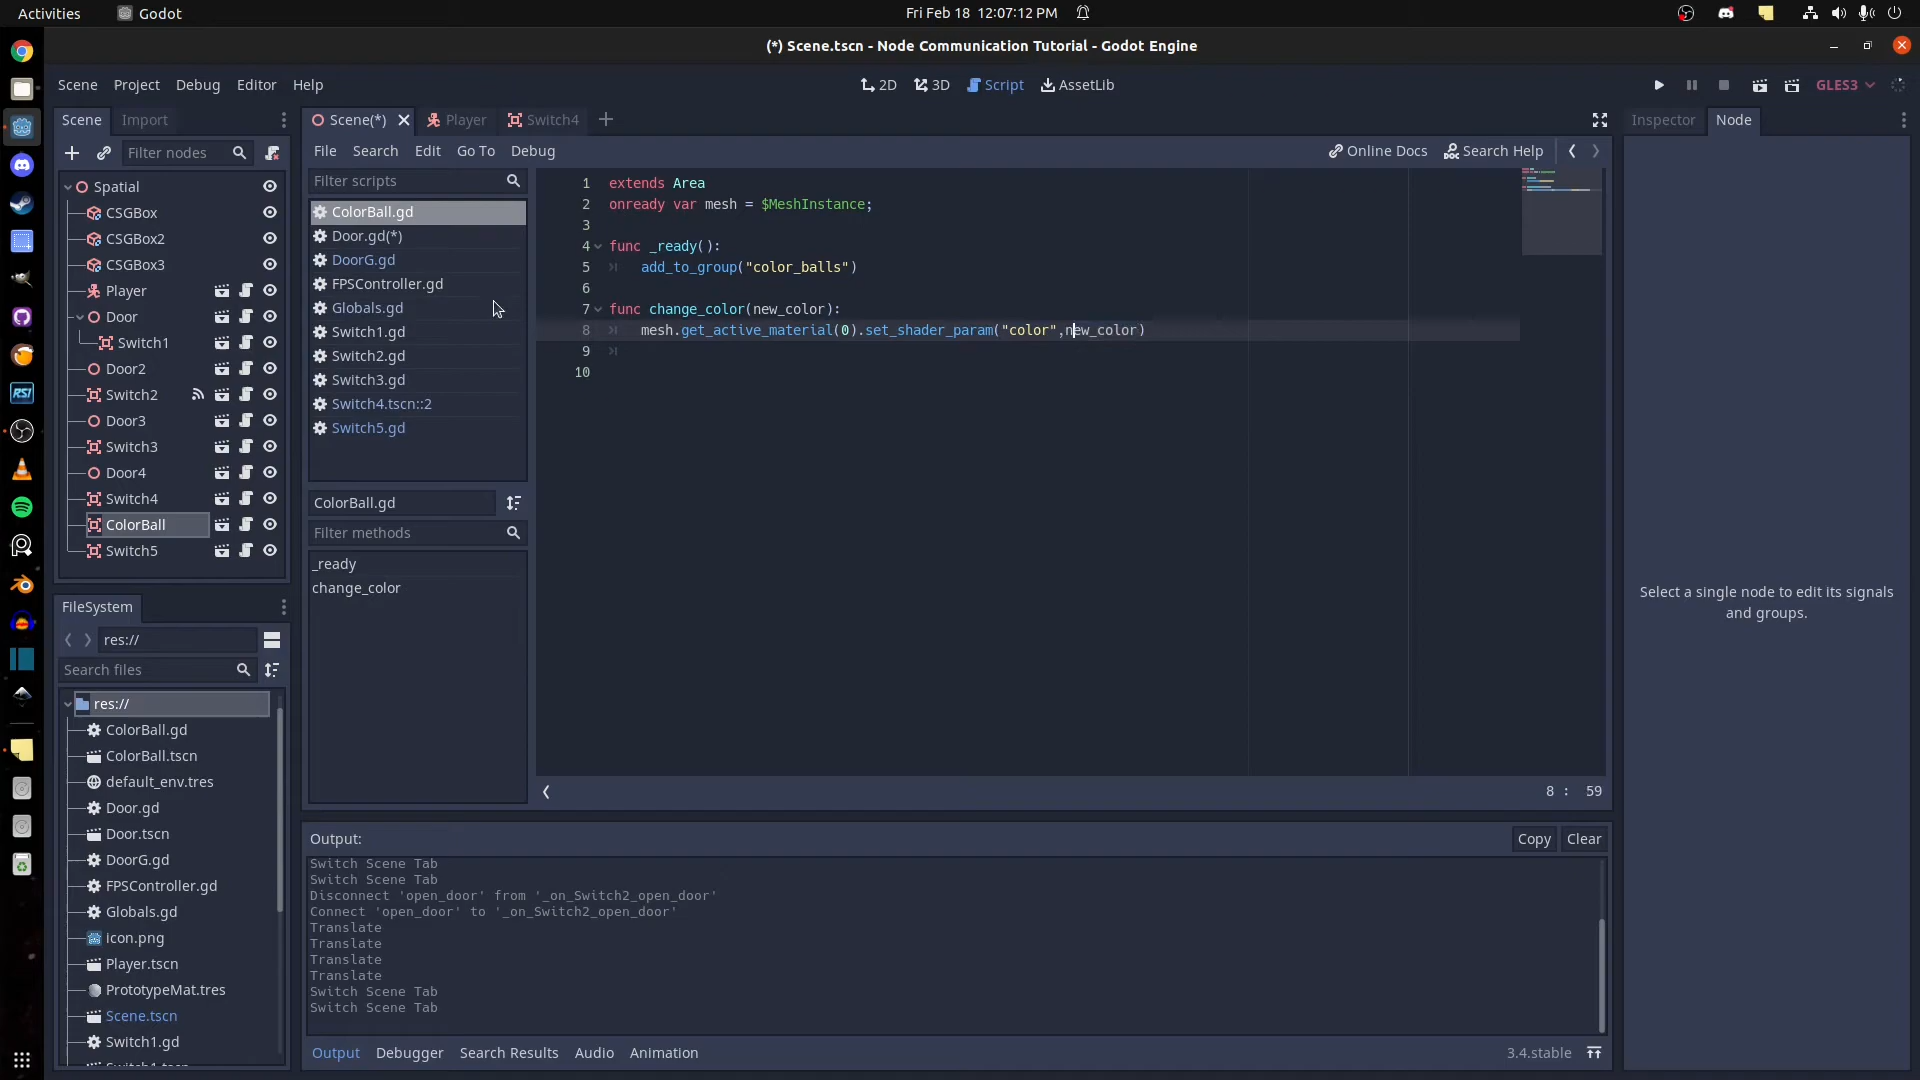 Activities
Godot
Fri Feb 18  12:07:12 PM
(*) Scene.tscn - Node Communication Tutorial - Godot Engine
Scene
Project
Debug
Editor
Help
2D
3D
Script
AssetLib
GLES3
Scene
Import
Filter nodes
Spatial
CSGBox
CSGBox2
CSGBox3
Player
Door
Switch1
Door2
Switch2
Door3
Switch3
Door4
Switch4
ColorBall
Switch5
FileSystem
res://
Search files
res://
ColorBall.gd
ColorBall.tscn
default_env.tres
Door.gd
Door.tscn
DoorG.gd
FPSController.gd
Globals.gd
icon.png
Player.tscn
PrototypeMat.tres
Scene.tscn
Switch1.gd
Switch1.tscn
Scene(*)
Player
Switch4
File
Search
Edit
Go To
Debug
Online Docs
Search Help
Filter scripts
ColorBall.gd
Door.gd(*)
DoorG.gd
FPSController.gd
Globals.gd
Switch1.gd
Switch2.gd
Switch3.gd
Switch4.tscn::2
Switch5.gd
ColorBall.gd
Filter methods
_ready
change_color
1 extends Area
2 onready var mesh = $MeshInstance;
3
4 func _ready():
5 add_to_group("color_balls")
6
7 func change_color(new_color):
8 mesh.get_active_material(0).set_shader_param("color",new_color)
9
10
8 : 59
Output:
Copy
Clear
Switch Scene Tab
Switch Scene Tab
Disconnect 'open_door' from '_on_Switch2_open_door'
Connect 'open_door' to '_on_Switch2_open_door'
Translate
Translate
Translate
Translate
Switch Scene Tab
Switch Scene Tab
Output
Debugger
Search Results
Audio
Animation
3.4.stable
Inspector
Node
Select a single node to edit its signals
and groups.
RSI